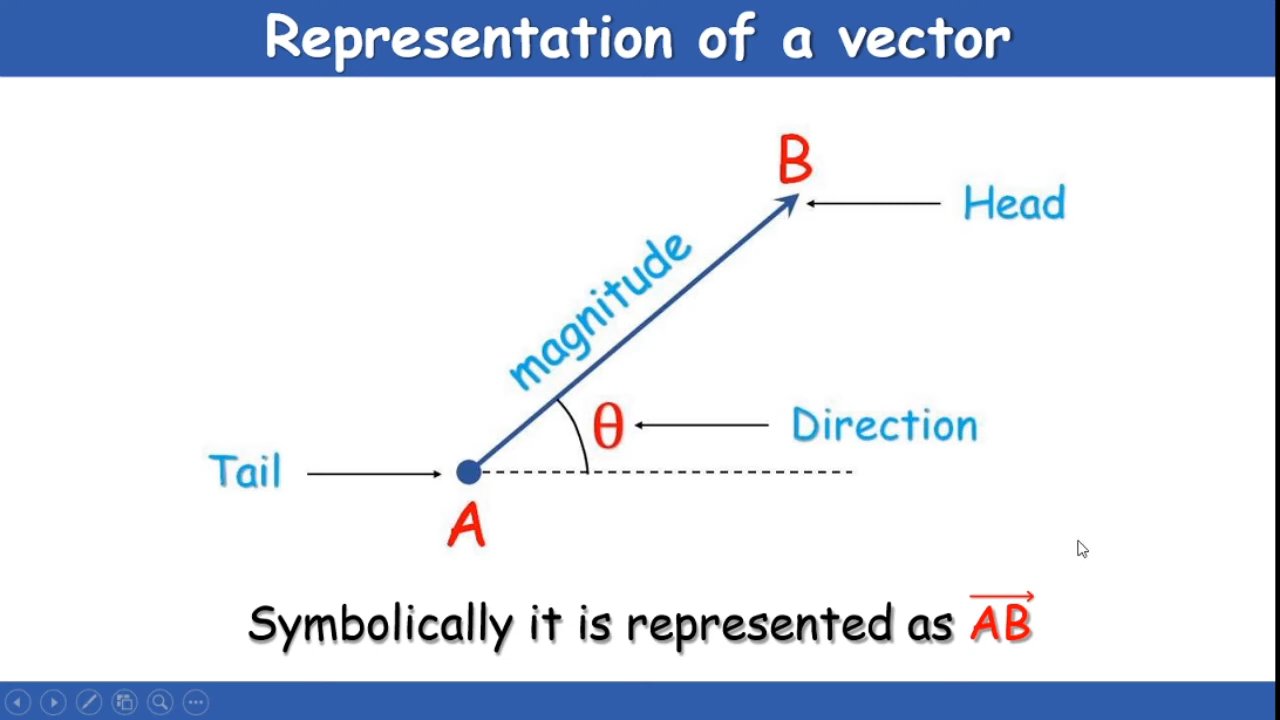 Representation of a vector
B
Head
magnitude
θ
Direction
Tail
A
Symbolically it is represented as AB